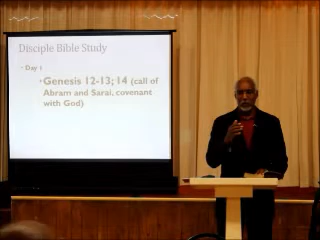 Disciple Bible Study
• Day 1
• Genesis 12-13; 14 (call of
Abram and Sarai, covenant
with God)